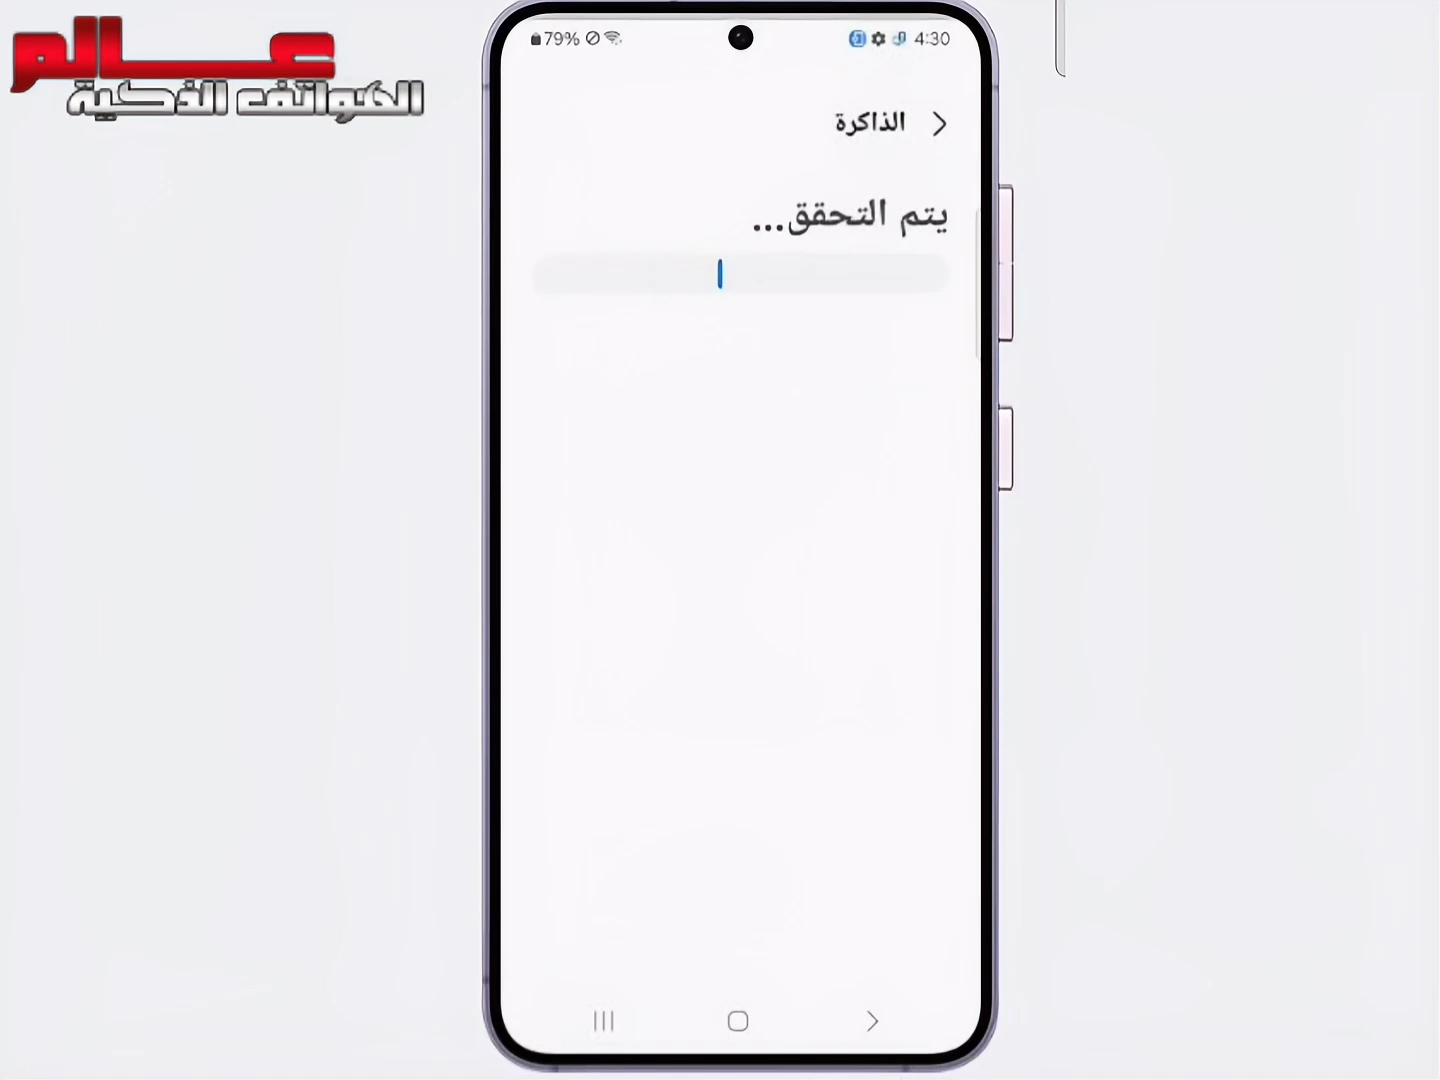 عالم
الهواتف الذكية
79%
4:30
الذاكرة
يتم التحقق...